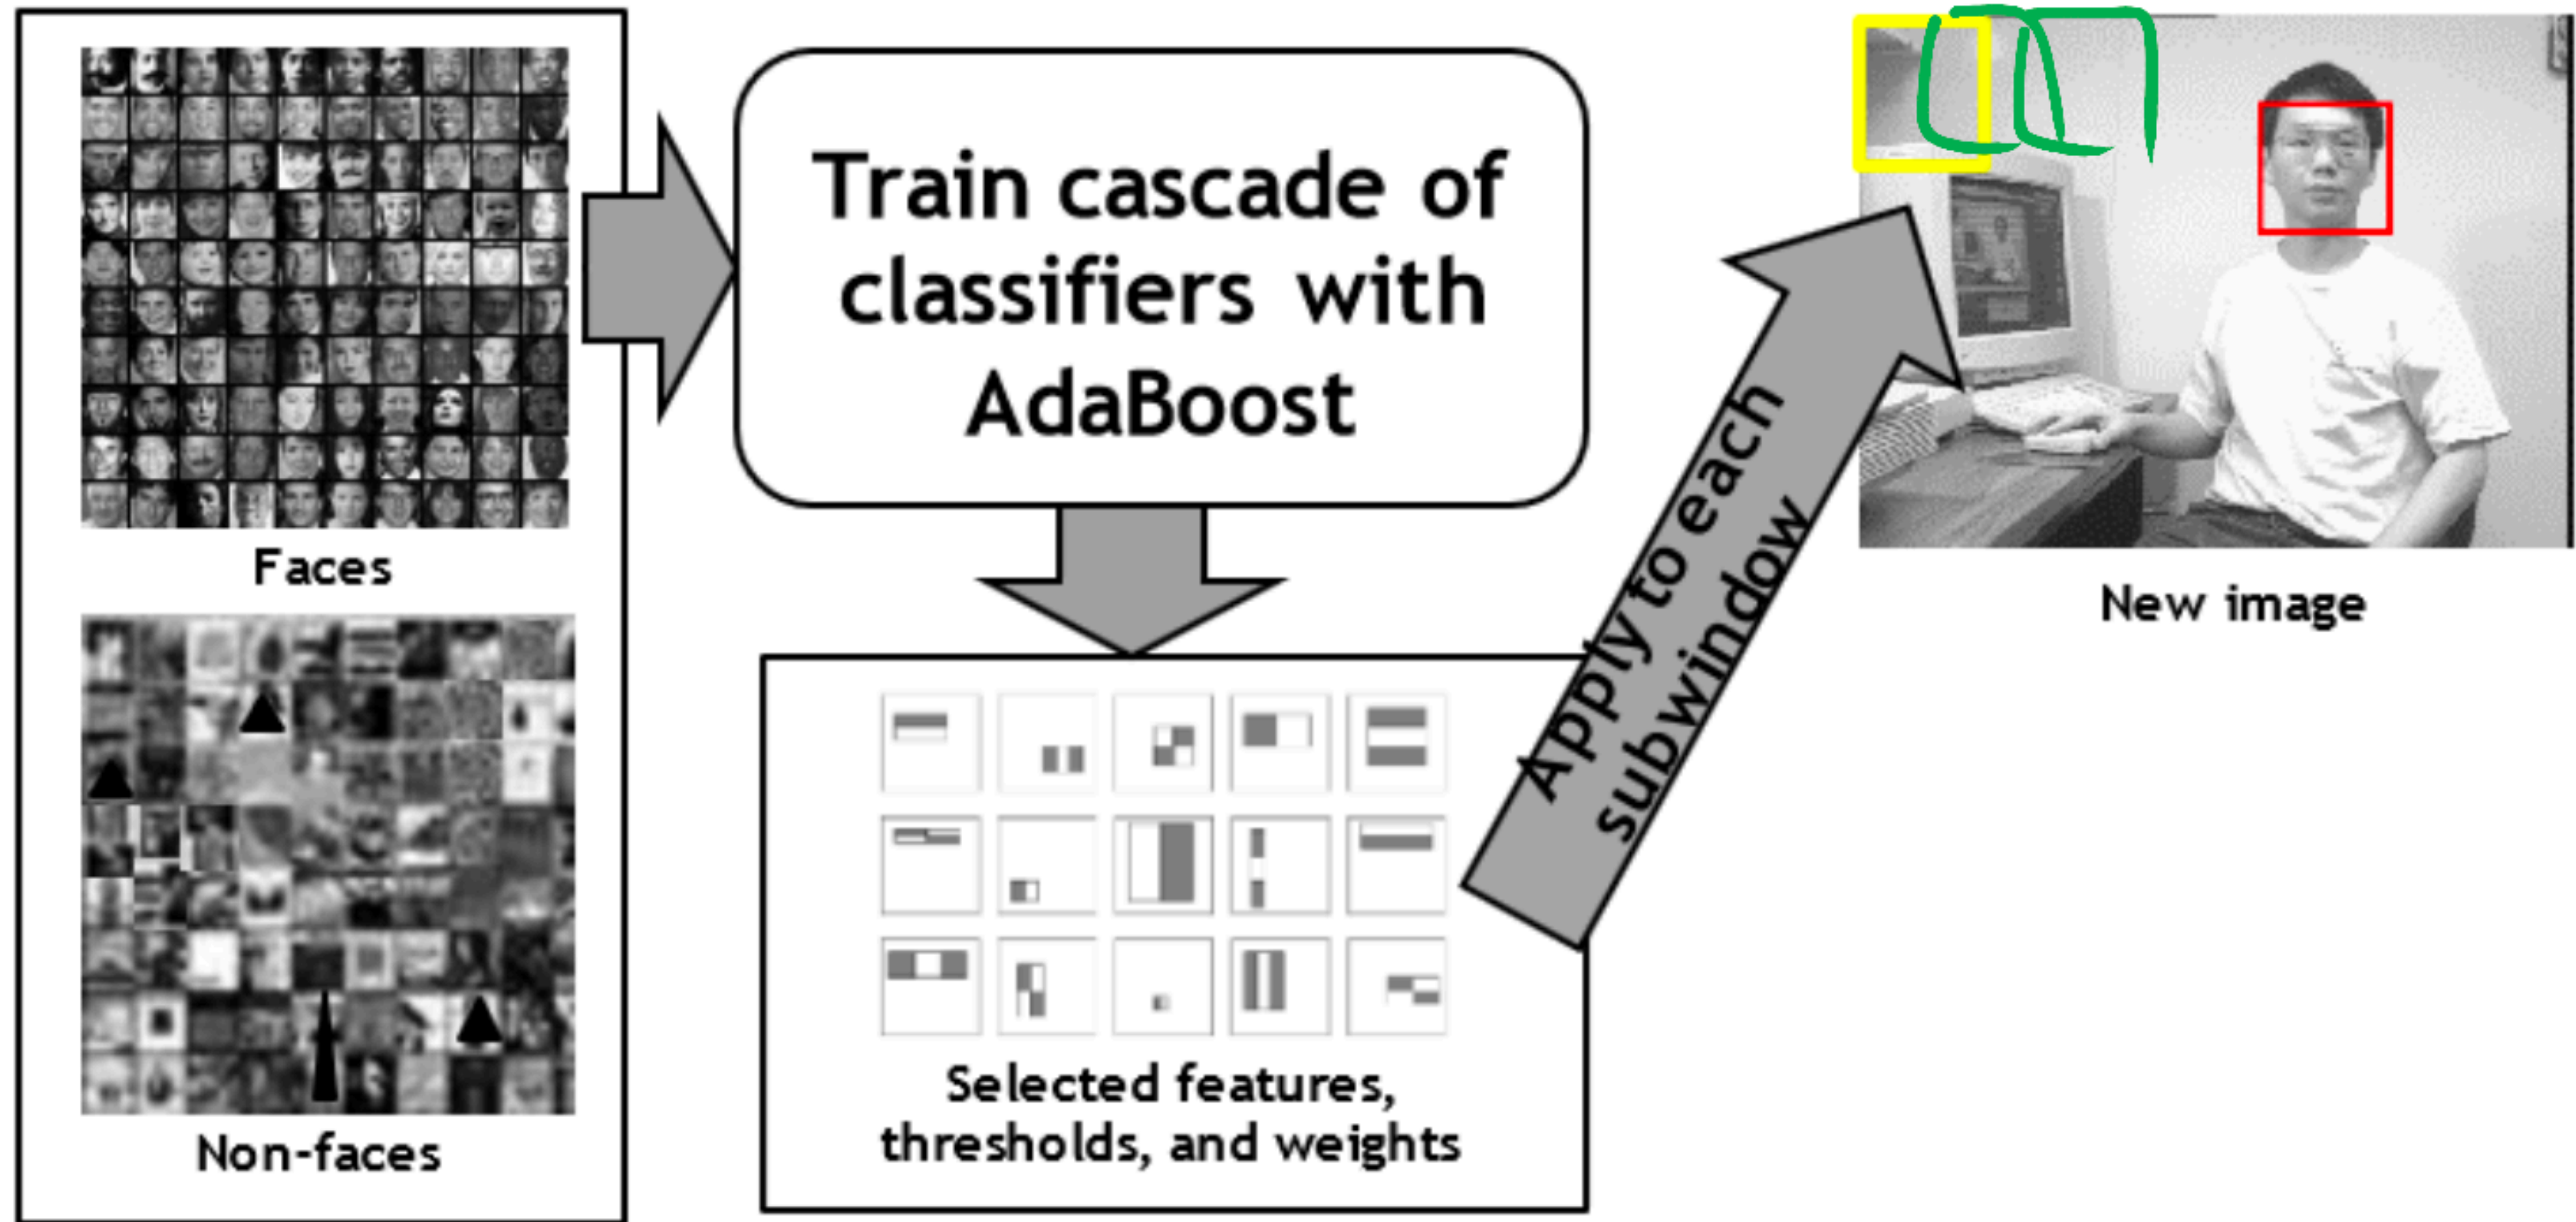 Faces
Non-faces
Train cascade of
classifiers with
AdaBoost
Selected features,
thresholds, and weights
Apply to each
subwindow
New image